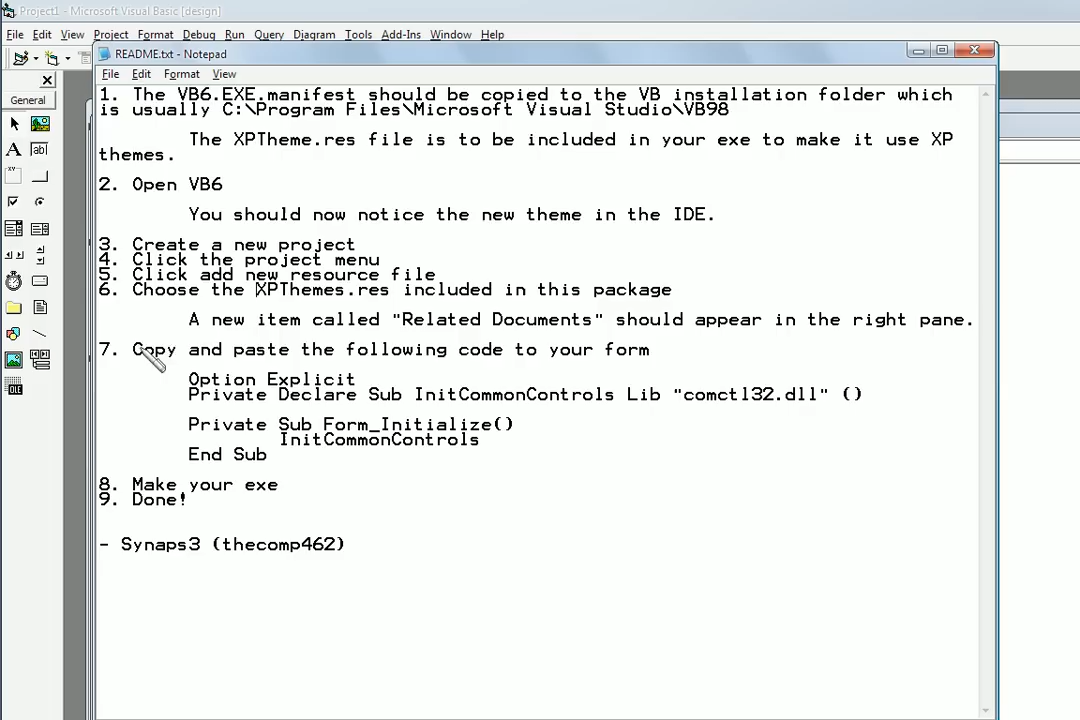 Project1 - Microsoft Visual Basic [design]
File Edit View Project Format Debug Run Query Diagram Tools Add-Ins Window Help
README.txt - Notepad
General
File Edit Format View
1. The VB6.EXE.manifest should be copied to the VB installation folder which
is usually C:\Program Files\Microsoft Visual Studio\VB98
The XPTheme.res file is to be included in your exe to make it use XP
themes.
2. Open VB6
You should now notice the new theme in the IDE.
3. Create a new project
4. Click the project menu
5. Click add new resource file
6. Choose the XPThemes.res included in this package
A new item called "Related Documents" should appear in the right pane.
7. Copy and paste the following code to your form
Option Explicit
Private Declare Sub InitCommonControls Lib "comctl32.dll" ()
Private Sub Form_Initialize()
InitCommonControls
End Sub
8. Make your exe
9. Done!
- Synaps3 (thecomp462)